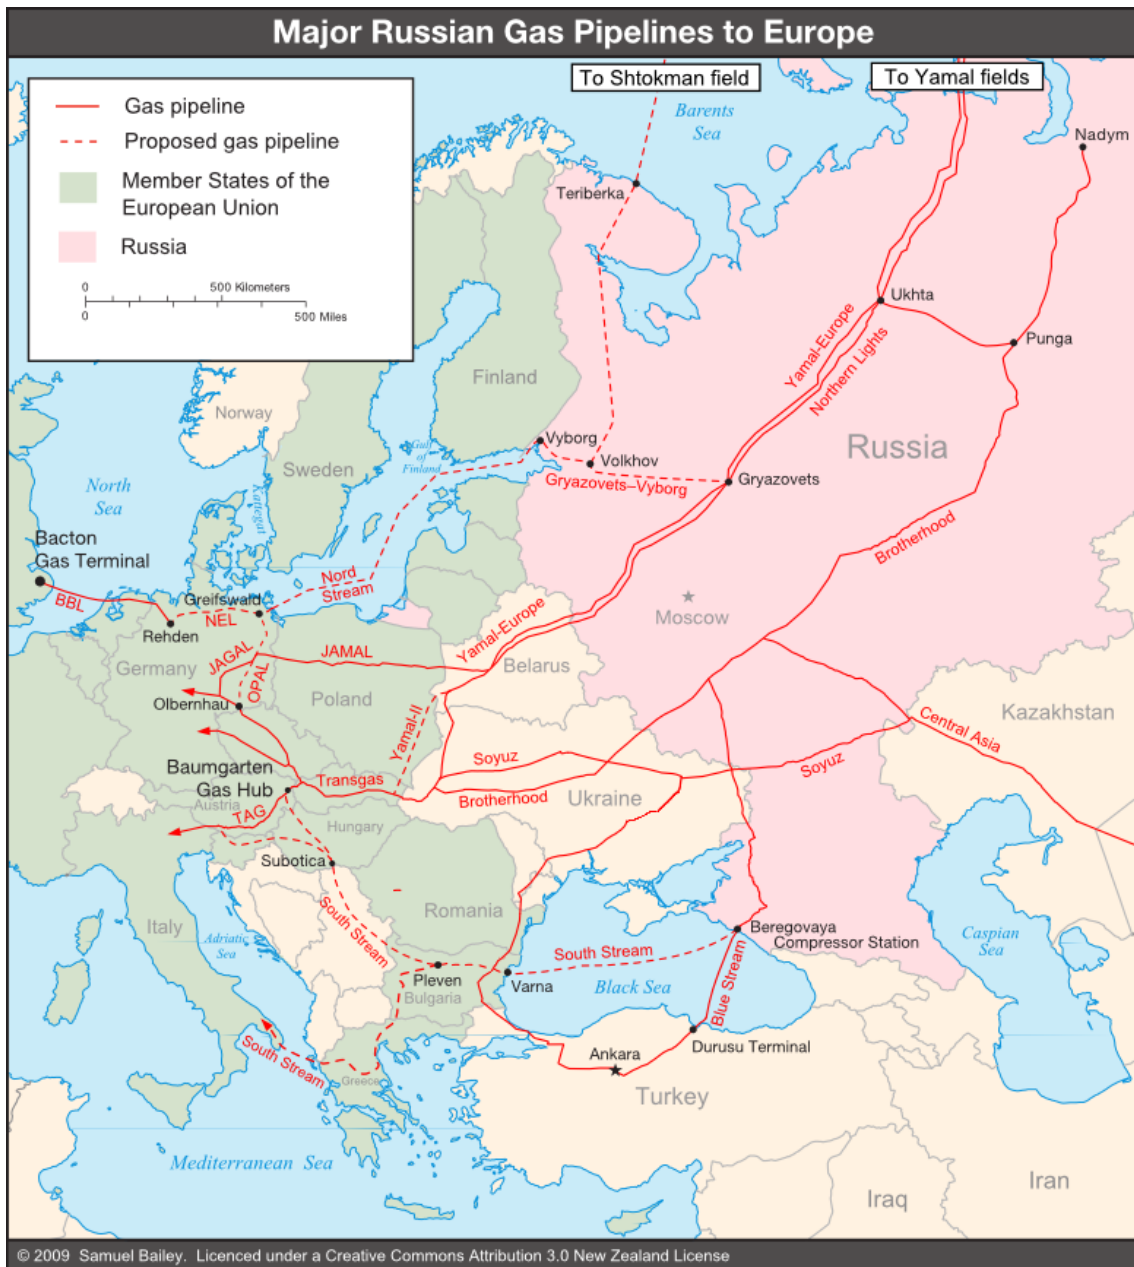 Major Russian Gas Pipelines to Europe
To Shtokman field
To Yamal fields
Gas pipeline
Proposed gas pipeline
Member States of the
European Union
Russia
0
500 Kilometers
0
500 Miles
Barents
Sea
Nadym
Teriberka
Ukhta
Punga
Yamal-Europe
Northern Lights
Finland
Norway
Sweden
Gulf
of
Finland
Vyborg
Volkhov
Gryazovets–Vyborg
Gryazovets
Russia
North
Sea
Kattegat
Bacton
Gas Terminal
BBL
Brotherhood
Nord
Stream
Greifswald
NEL
Rehden
Moscow
Yamal-Europe
JAGAL
JAMAL
Germany
OPAL
Belarus
Poland
Olbernhau
Yamal-II
Kazakhstan
Central Asia
Soyuz
Soyuz
Baumgarten
Gas Hub
Transgas
Brotherhood
Ukraine
Austria
TAG
Hungary
Subotica
Romania
Italy
South Stream
Adriatic
Sea
Beregovaya
Compressor Station
Caspian
Sea
South Stream
Pleven
Varna
Black Sea
Bulgaria
Blue Stream
South Stream
Ankara
Durusu Terminal
Greece
Turkey
Mediterranean Sea
Iraq
Iran
© 2009 Samuel Bailey. Licenced under a Creative Commons Attribution 3.0 New Zealand License